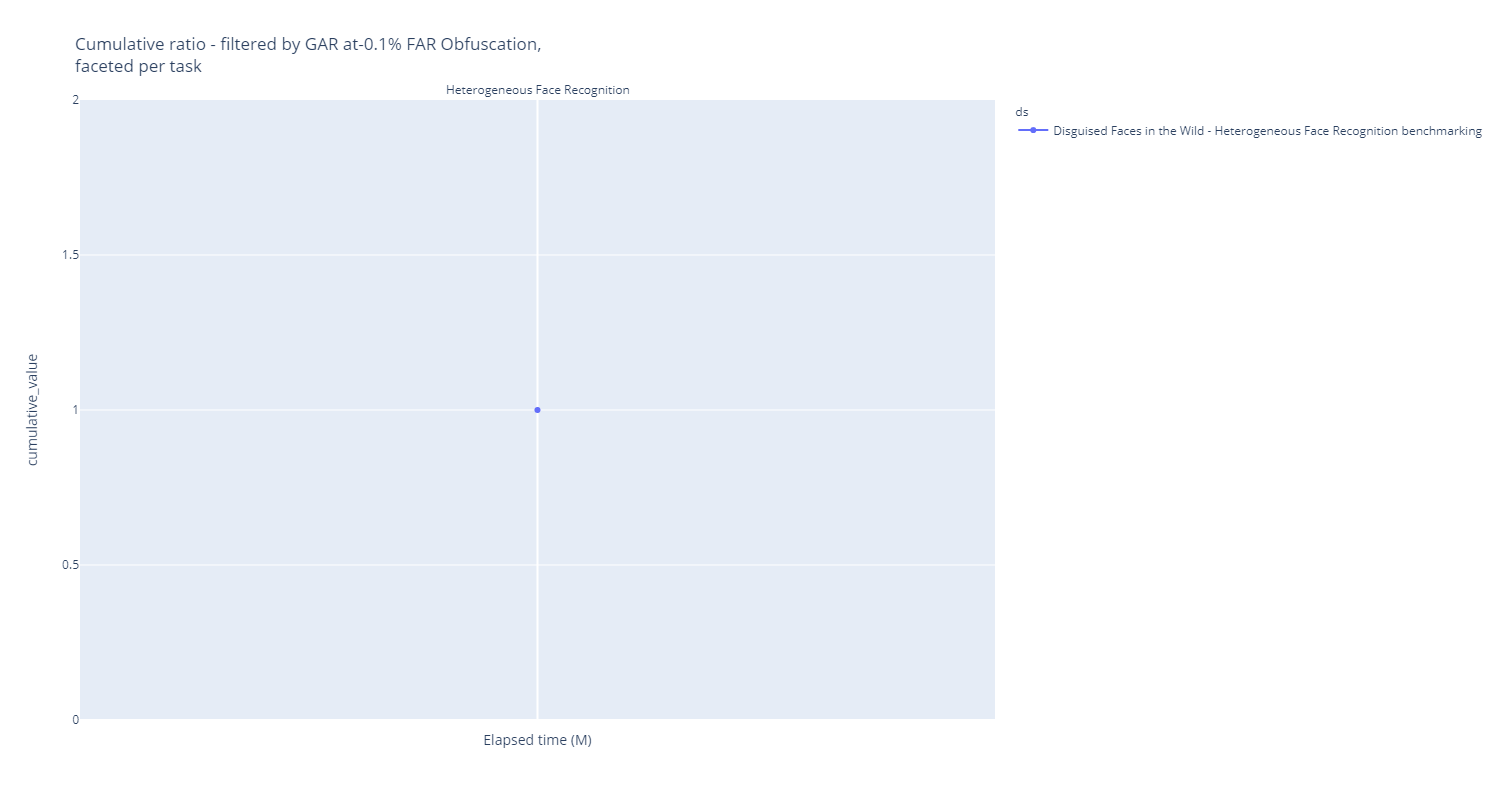 Cumulative ratio - filtered by GAR at-0.1% FAR Obfuscation,
faceted per task
Heterogeneous Face Recognition
2
1.5
1
0.5
0
cumulative_value
Elapsed time (M)
ds
Disguised Faces in the Wild - Heterogeneous Face Recognition benchmarking